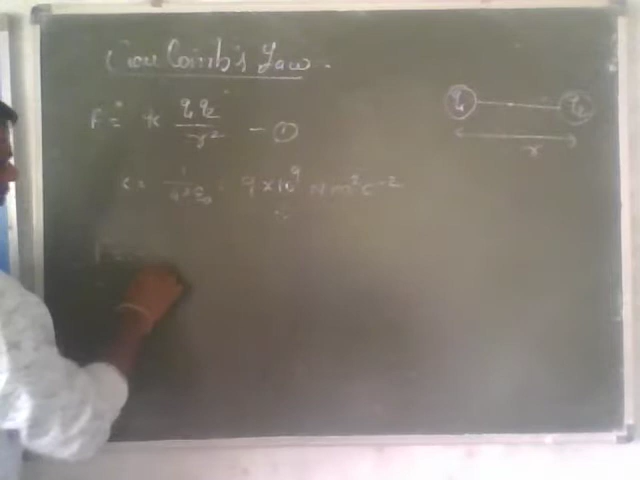 Coulomb's Law.
F = k q₁q₂/r² - ①
k = 1/4πε₀ = 9×10⁹ Nm²C⁻²
q₁ q₂
r